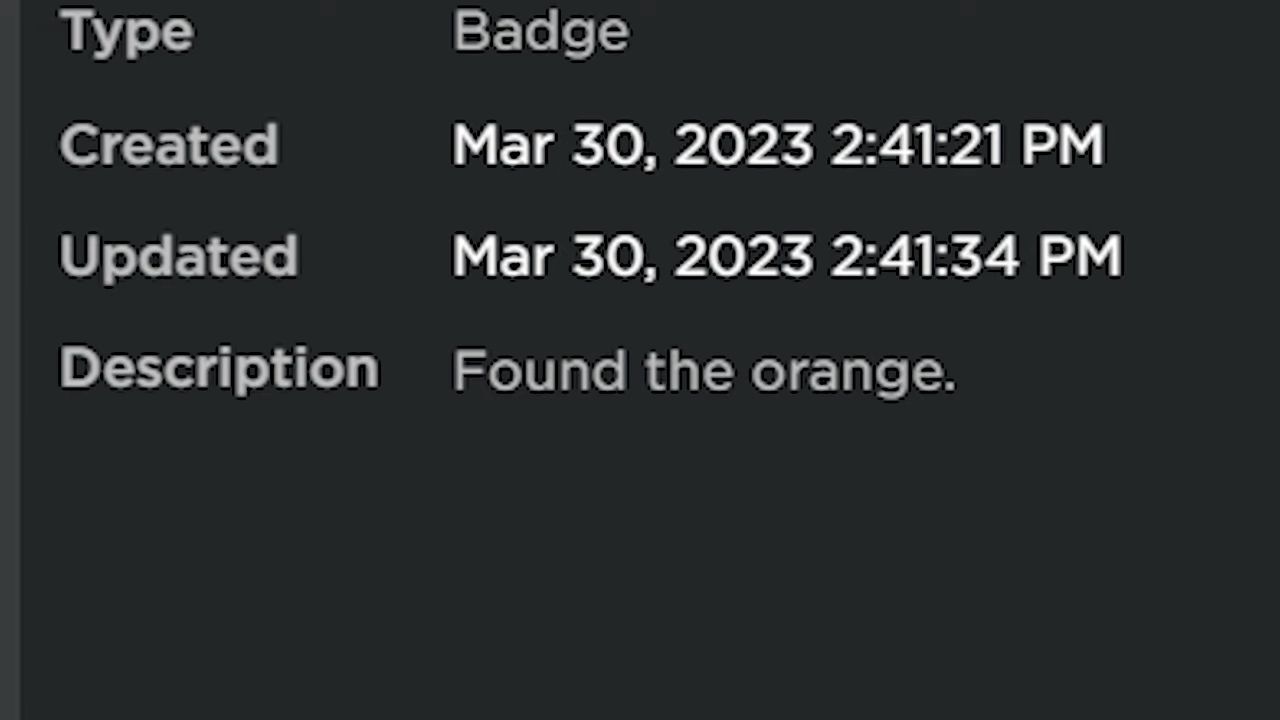 Type Badge
Created Mar 30, 2023 2:41:21 PM
Updated Mar 30, 2023 2:41:34 PM
Description Found the orange.